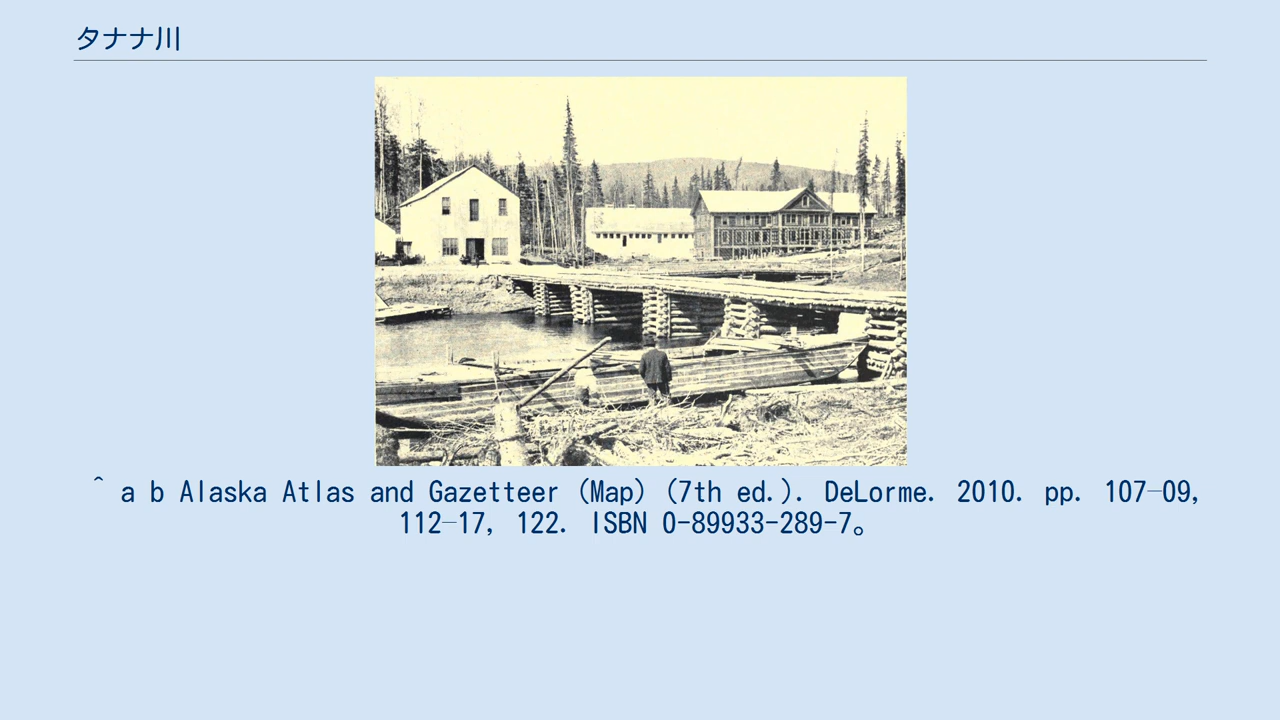 タナナ川
^ a b Alaska Atlas and Gazetteer (Map) (7th ed.). DeLorme. 2010. pp. 107–09,
112–17, 122. ISBN 0-89933-289-7。